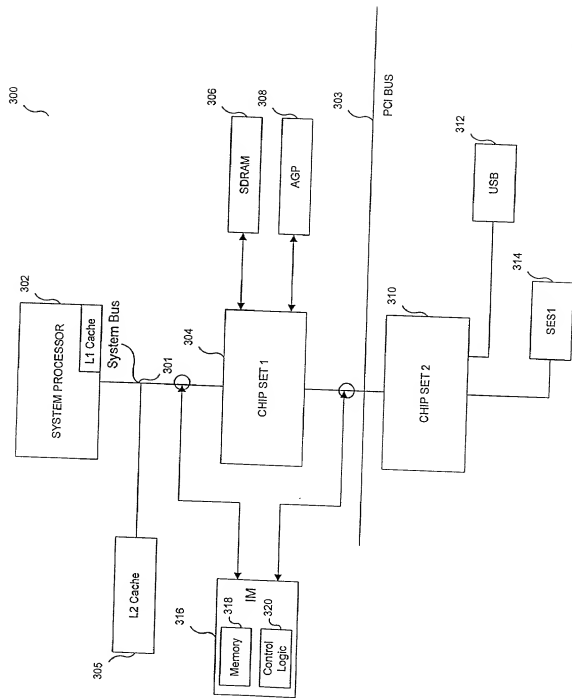 300
302
SYSTEM PROCESSOR
L1 Cache
System Bus
301
L2 Cache
305
304
CHIP SET 1
306
SDRAM
308
AGP
316
IM
318
Memory
320
Control
Logic
303
PCI BUS
310
CHIP SET 2
312
USB
314
SES1